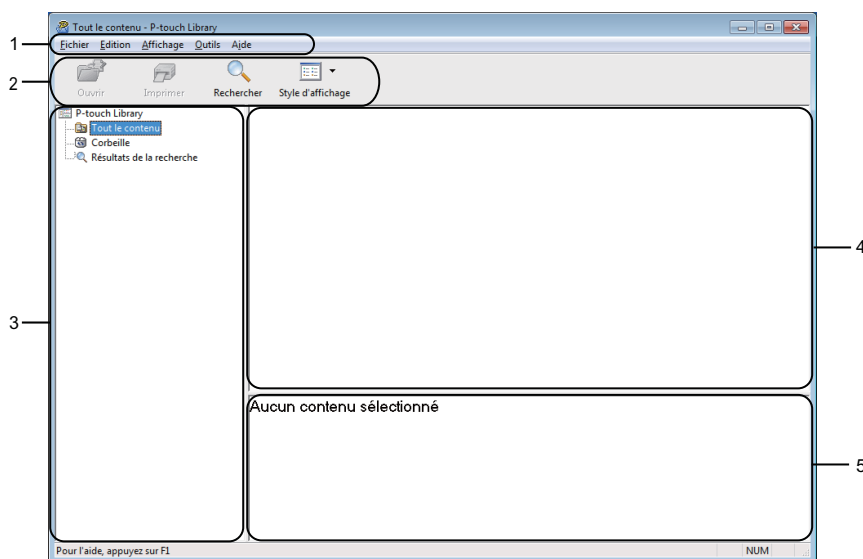 Tout le contenu - P-touch Library
1
Fichier Edition Affichage Outils Aide
2
Ouvrir Imprimer Rechercher Style d'affichage
P-touch Library
Tout le contenu
Corbeille
Résultats de la recherche
4
3
Aucun contenu sélectionné
5
Pour l'aide, appuyez sur F1 NUM